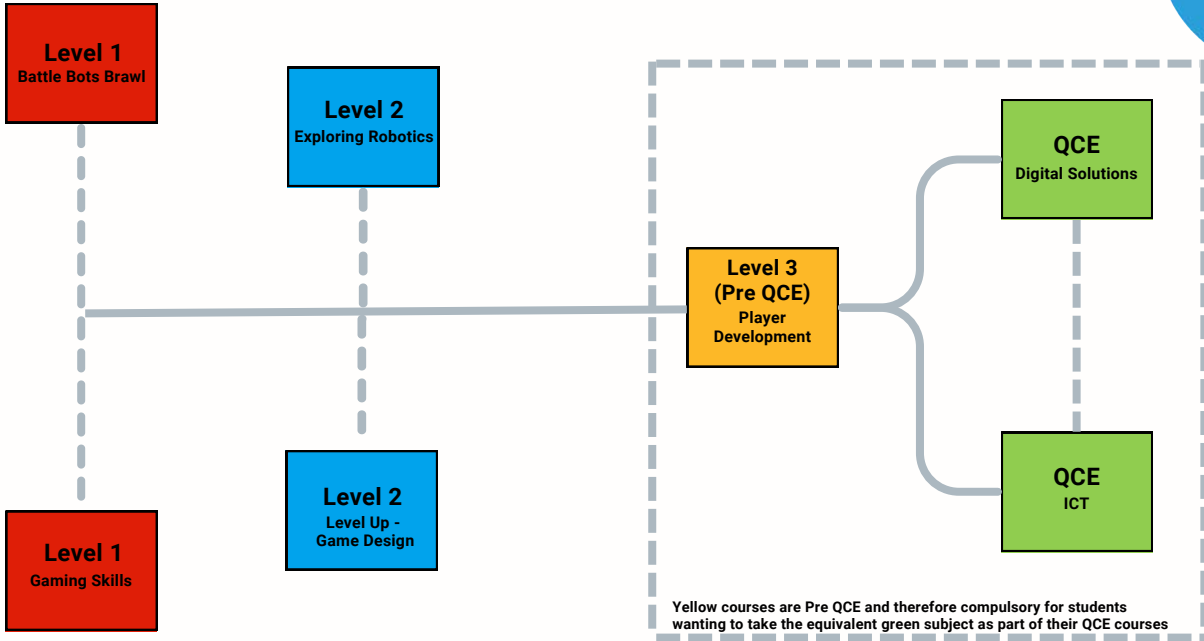 Level 1
Battle Bots Brawl
Level 2
Exploring Robotics
QCE
Digital Solutions
Level 3
(Pre QCE)
Player
Development
Level 1
Gaming Skills
Level 2
Level Up -
Game Design
QCE
ICT
Yellow courses are Pre QCE and therefore compulsory for students
wanting to take the equivalent green subject as part of their QCE courses